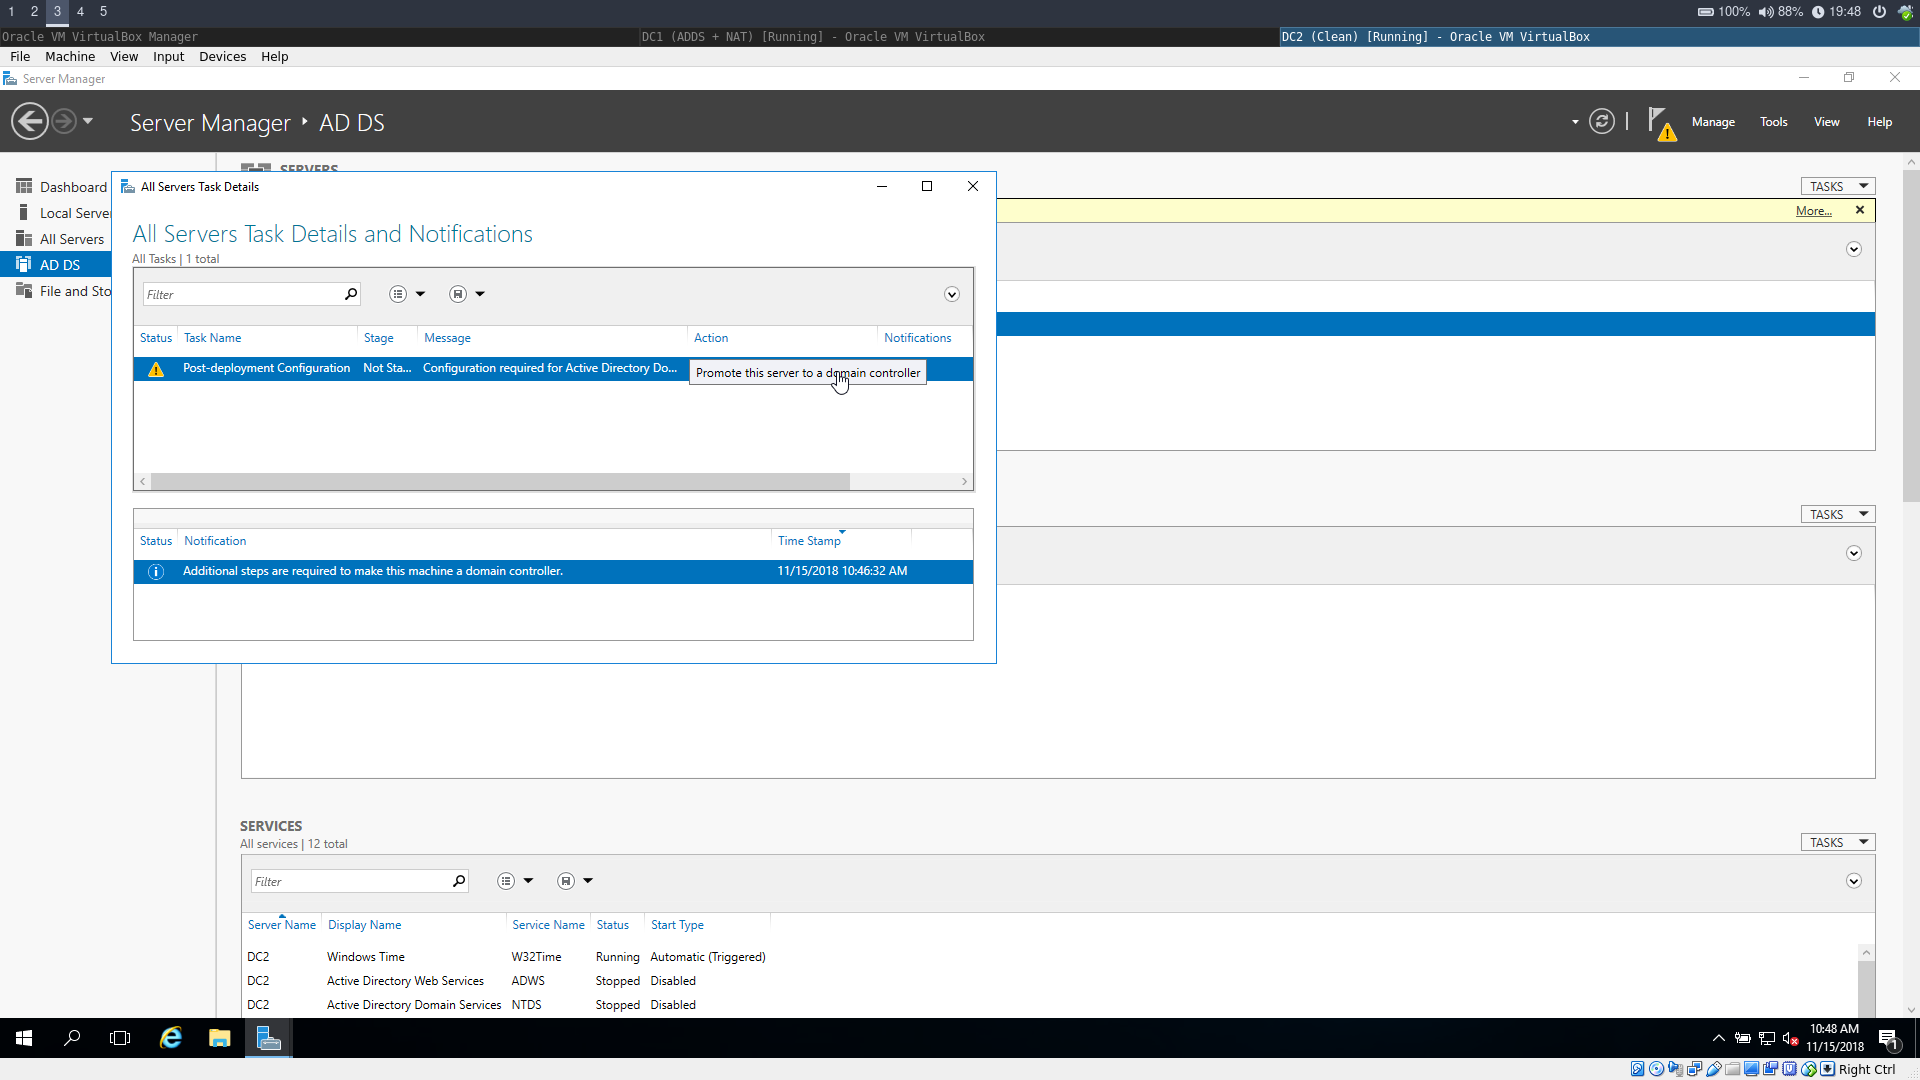 1 2 3 4 5
100% 88% 19:48
Oracle VM VirtualBox Manager
DC1 (ADDS + NAT) [Running] - Oracle VM VirtualBox
DC2 (Clean) [Running] - Oracle VM VirtualBox
File Machine View Input Devices Help
Server Manager
Server Manager AD DS
Manage Tools View Help
Dashboard
Local Server
All Servers
AD DS
File and Sto
SERVERS
TASKS
More...
All Servers Task Details
All Servers Task Details and Notifications
All Tasks | 1 total
Filter
Status Task Name Stage Message Action Notifications
Post-deployment Configuration Not Sta... Configuration required for Active Directory Do...
Promote this server to a domain controller
Status Notification Time Stamp
Additional steps are required to make this machine a domain controller. 11/15/2018 10:46:32 AM
TASKS
SERVICES
All services | 12 total
TASKS
Filter
Server Name Display Name Service Name Status Start Type
DC2 Windows Time W32Time Running Automatic (Triggered)
DC2 Active Directory Web Services ADWS Stopped Disabled
DC2 Active Directory Domain Services NTDS Stopped Disabled
10:48 AM
11/15/2018
1
Right Ctrl